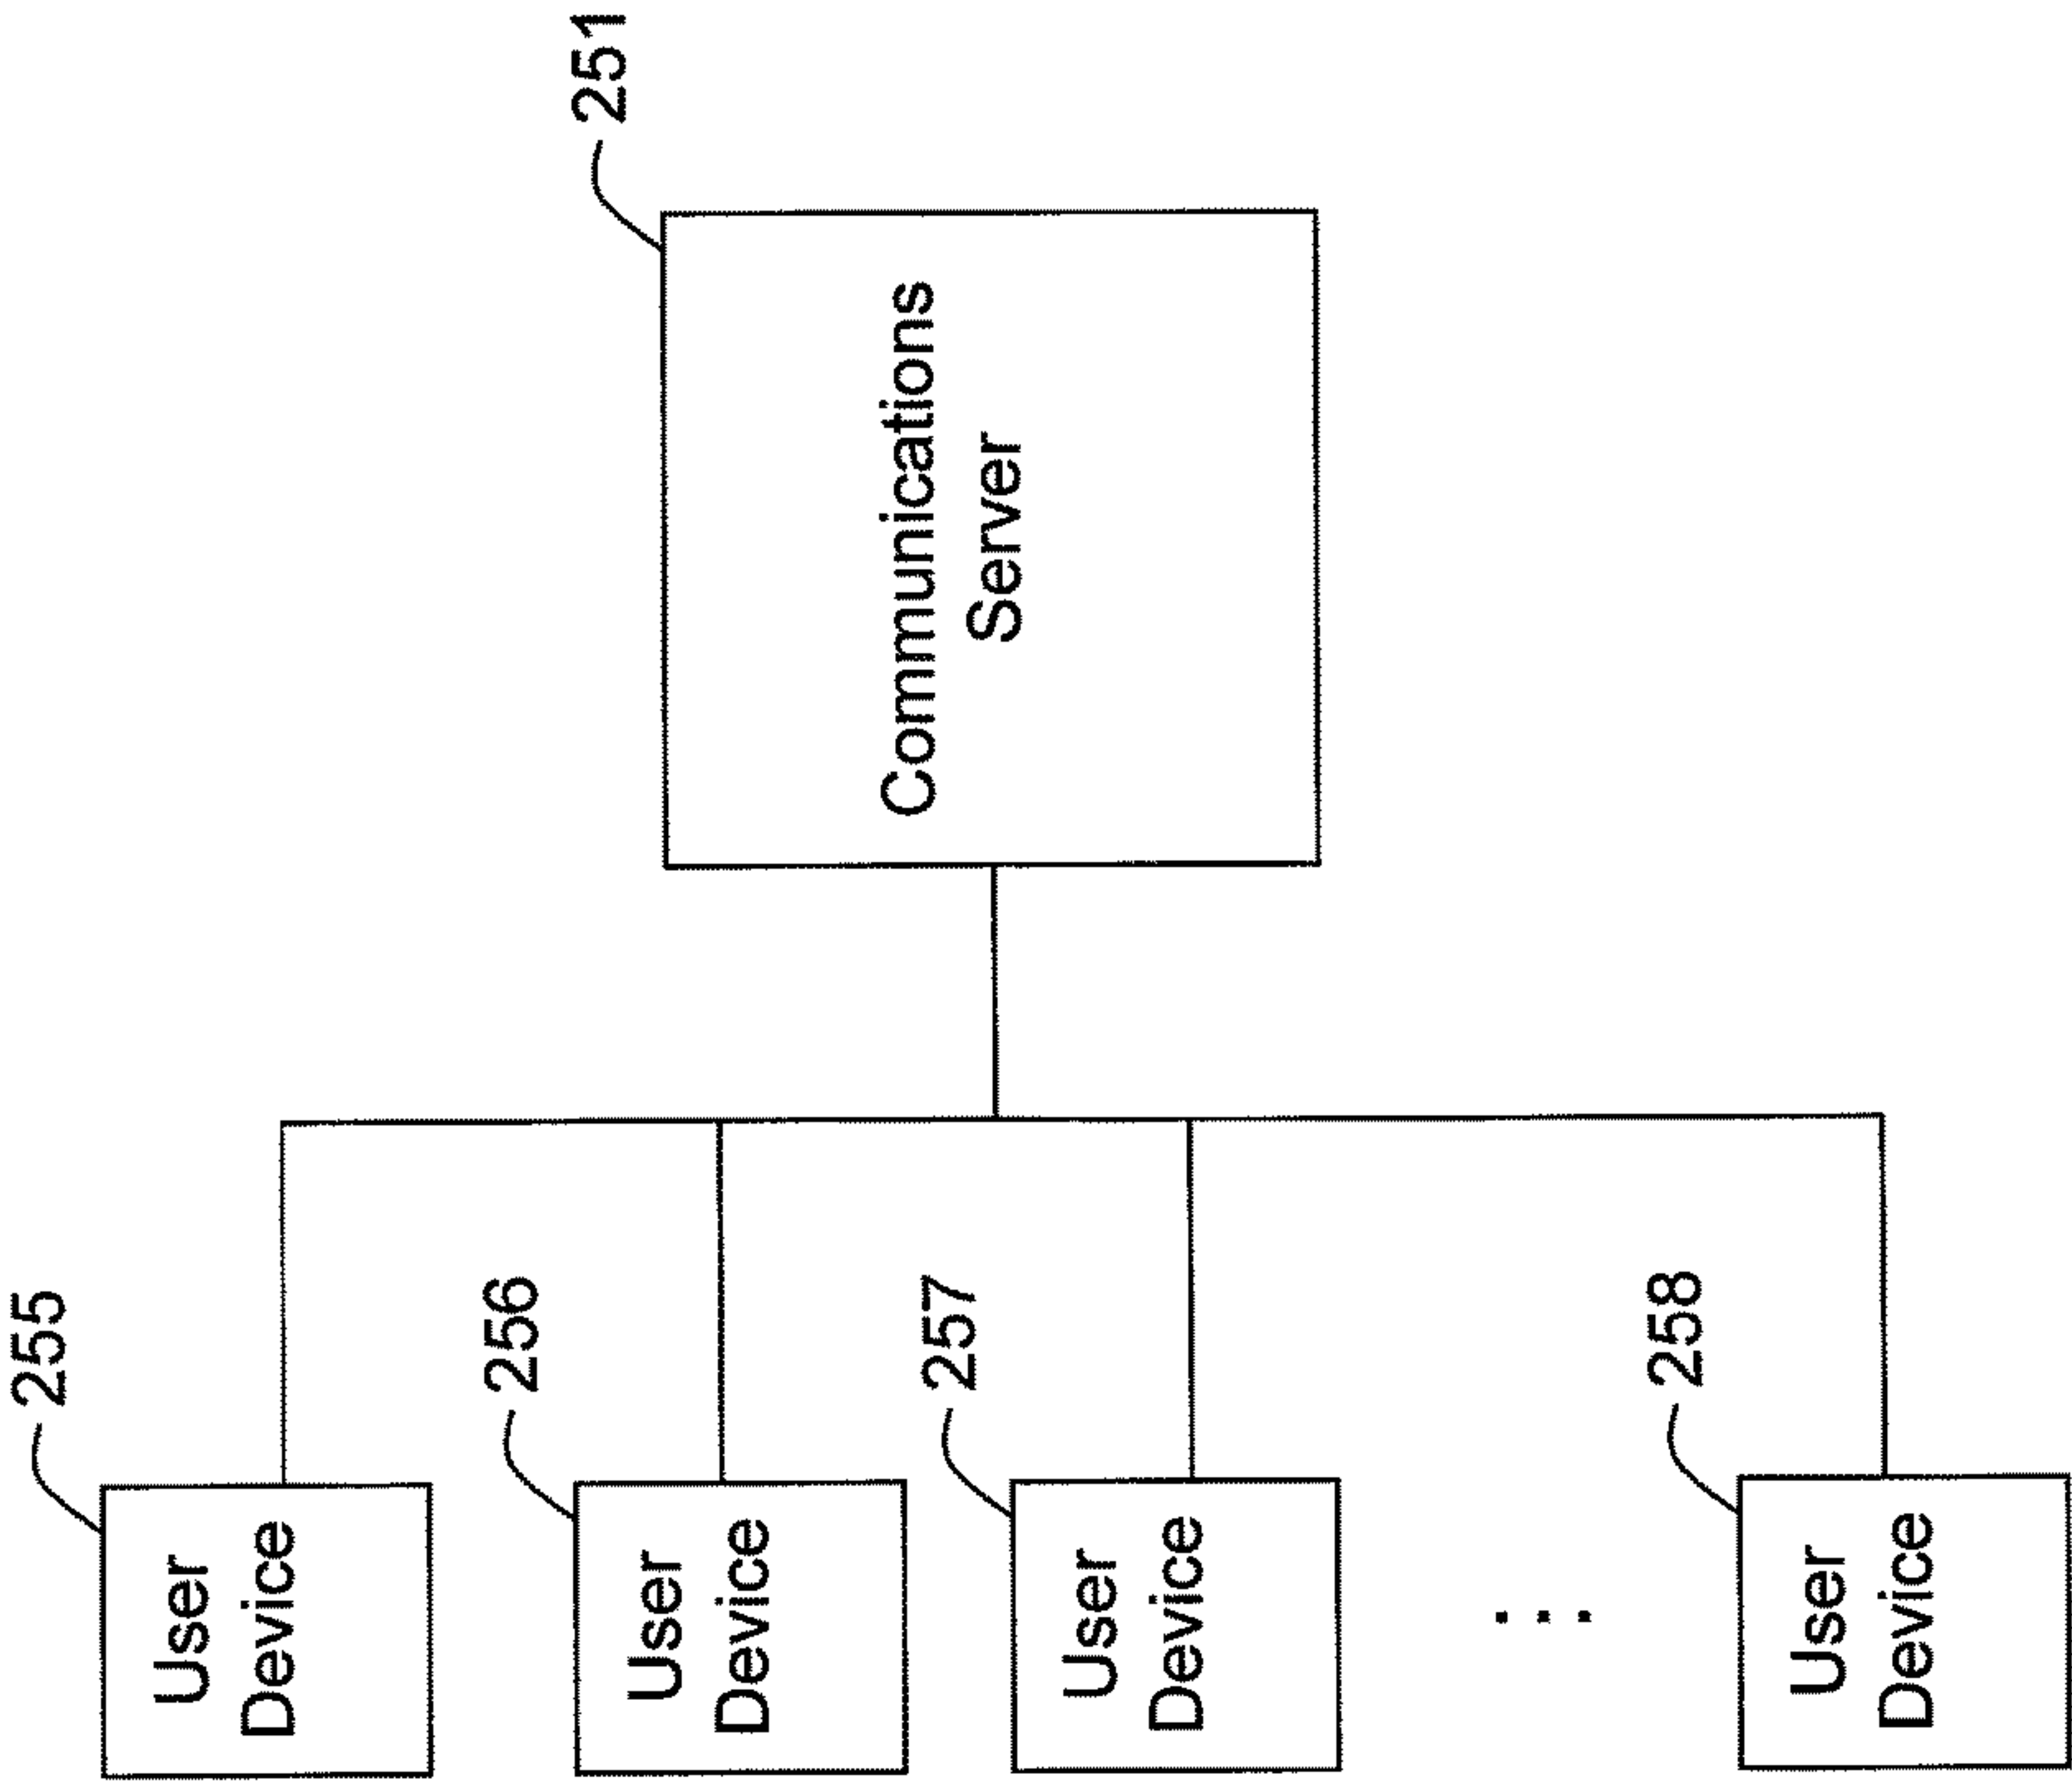 255
User
Device
256
User
Device
257
User
Device
...
258
User
Device
251
Communications
Server